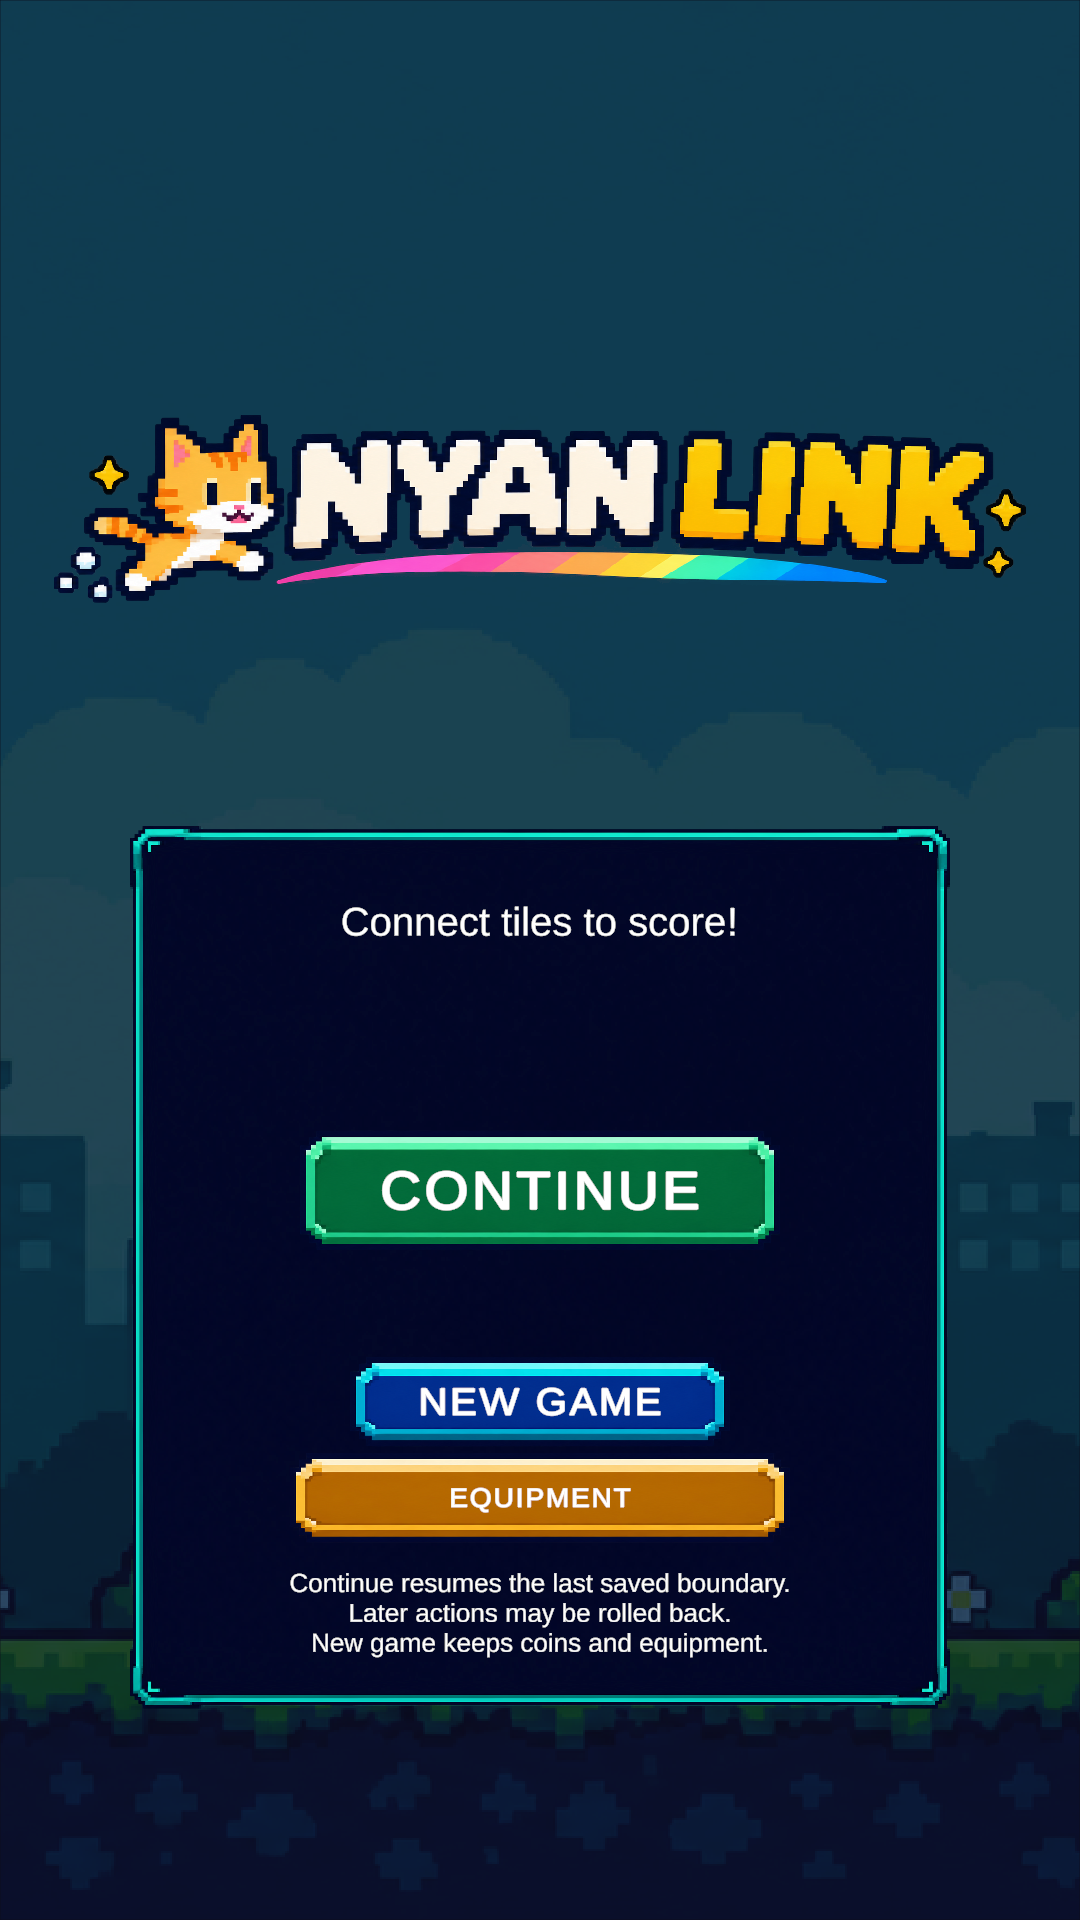 NYAN LINK
Connect tiles to score!
CONTINUE
NEW GAME
EQUIPMENT
Continue resumes the last saved boundary.
Later actions may be rolled back.
New game keeps coins and equipment.